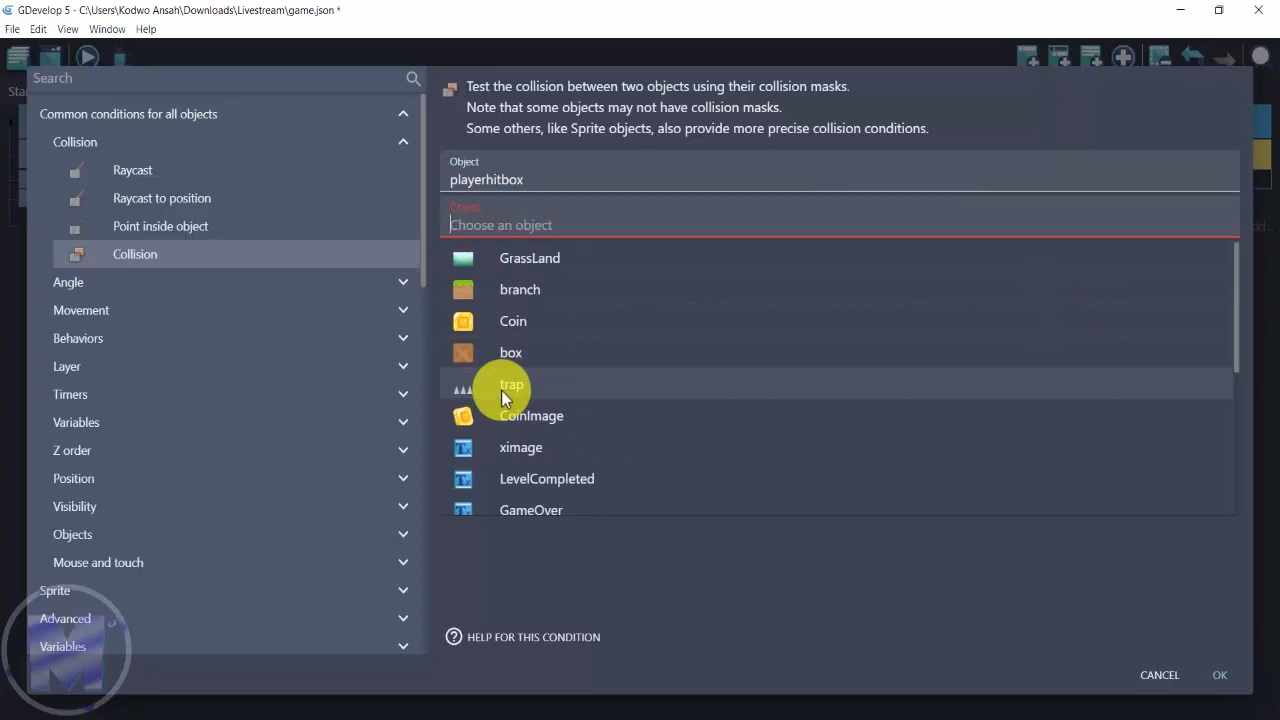 GDevelop 5 - C:\Users\Kodwo Ansah\Downloads\Livestream\game.json *
File Edit View Window Help
Search
Common conditions for all objects
Collision
Raycast
Raycast to position
Point inside object
Collision
Angle
Movement
Behaviors
Layer
Timers
Variables
Z order
Position
Visibility
Objects
Mouse and touch
Sprite
Advanced
Variables
Test the collision between two objects using their collision masks.
Note that some objects may not have collision masks.
Some others, like Sprite objects, also provide more precise collision conditions.
Object
playerhitbox
Object
Choose an object
GrassLand
branch
Coin
box
trap
CoinImage
ximage
LevelCompleted
GameOver
HELP FOR THIS CONDITION
CANCEL OK